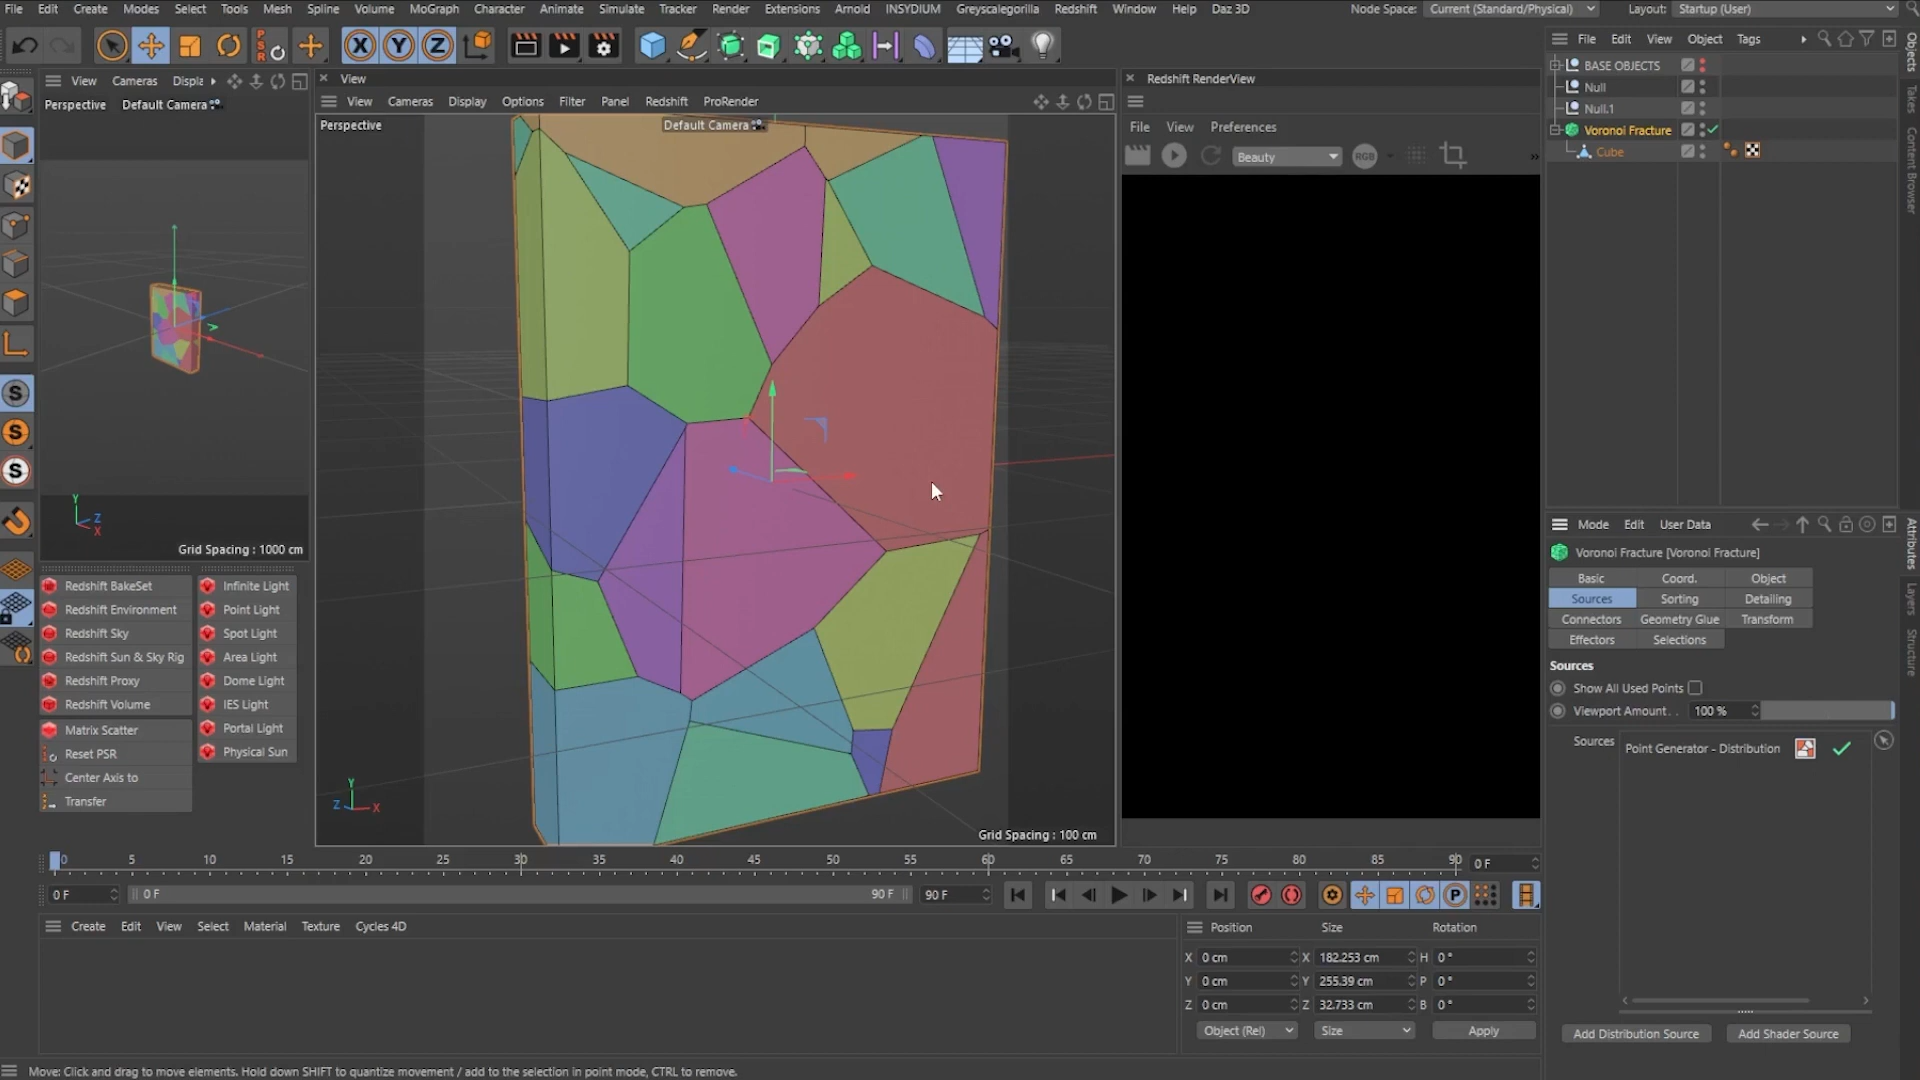 File Edit Create Modes Select Tools Mesh Spline Volume MoGraph Character Animate Simulate Tracker Render Extensions Arnold INSYDIUM Greyscalegorilla Redshift Window Help Daz 3D Node Space: Current (Standard/Physical) Layout: Startup (User)
PSR X Y Z
File Edit View Object Tags
View Cameras Displa
Perspective Default Camera
View
View Cameras Display Options Filter Panel Redshift ProRender
Perspective Default Camera
Redshift RenderView
File View Preferences
Beauty RGB
BASE OBJECTS
Null
Null.1
Voronoi Fracture
Cube
Objects
Takes
Content Browser
S
S
S
Y
Z
X
Grid Spacing : 1000 cm
Redshift BakeSet
Redshift Environment
Redshift Sky
Redshift Sun & Sky Rig
Redshift Proxy
Redshift Volume
Matrix Scatter
Reset PSR
Center Axis to
Transfer
Infinite Light
Point Light
Spot Light
Area Light
Dome Light
IES Light
Portal Light
Physical Sun
Y
Z X
Grid Spacing : 100 cm
Mode Edit User Data
Voronoi Fracture [Voronoi Fracture]
Basic Coord. Object
Sources Sorting Detailing
Connectors Geometry Glue Transform
Effectors Selections
Sources
Show All Used Points
Viewport Amount. . 100 %
Sources Point Generator - Distribution
Add Distribution Source Add Shader Source
Attributes
Layers
Structure
0 5 10 15 20 25 30 35 40 45 50 55 60 65 70 75 80 85 90 0 F
0 F 0 F 90 F 90 F P
Create Edit View Select Material Texture Cycles 4D
Position Size Rotation
X 0 cm X 182.253 cm H 0 °
Y 0 cm Y 255.39 cm P 0 °
Z 0 cm Z 32.733 cm B 0 °
Object (Rel) Size Apply
Move: Click and drag to move elements. Hold down SHIFT to quantize movement / add to the selection in point mode, CTRL to remove.